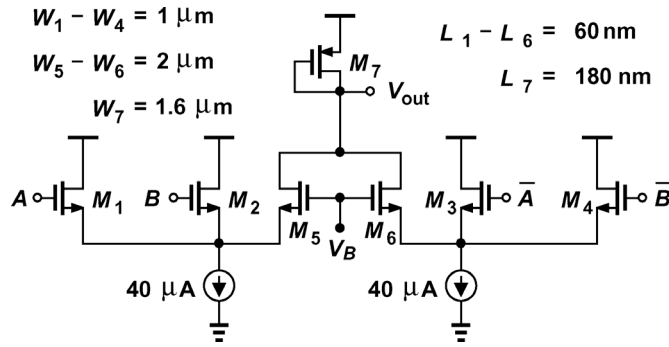 W1 – W4 = 1 μm
W5 – W6 = 2 μm
W7 = 1.6 μm
L1 – L6 = 60 nm
L7 = 180 nm
M7
Vout
A
M1
B
M2
M5
VB
M6
M3
A̅
M4
B̅
40 μA
40 μA